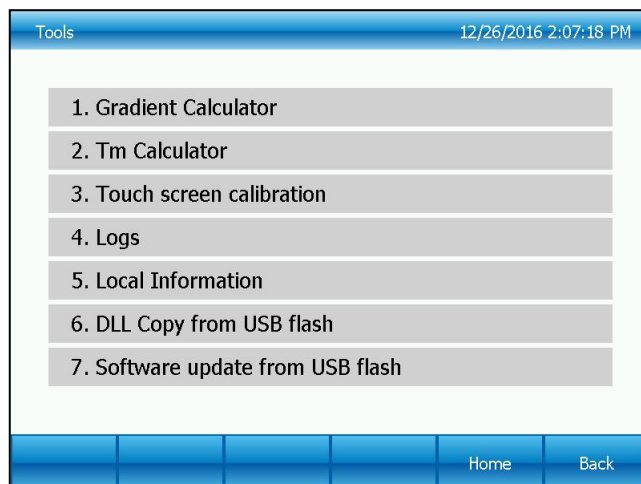 Tools 12/26/2016 2:07:18 PM
1. Gradient Calculator
2. Tm Calculator
3. Touch screen calibration
4. Logs
5. Local Information
6. DLL Copy from USB flash
7. Software update from USB flash
Home Back